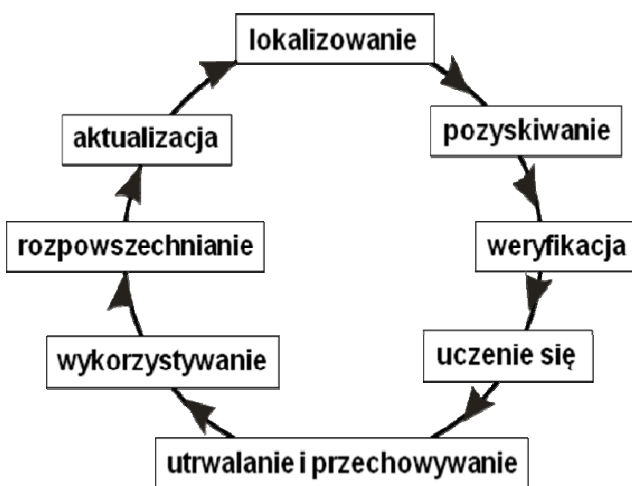 lokalizowanie
pozyskiwanie
weryfikacja
uczenie się
utrwalanie i przechowywanie
wykorzystywanie
rozpowszechnianie
aktualizacja